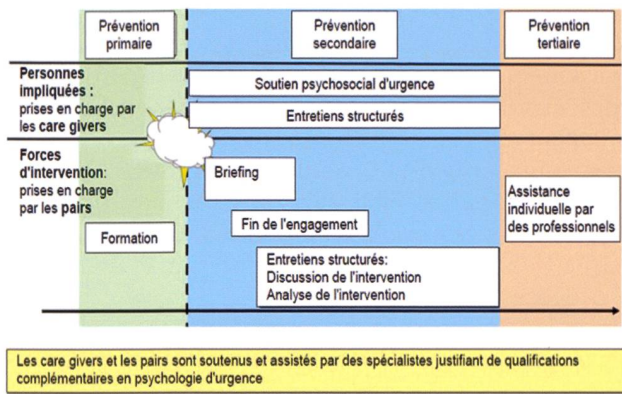 Prévention
primaire
Prévention
secondaire
Prévention
tertiaire
Personnes
impliquées :
prises en charge par
les care givers
Soutien psychosocial d'urgence
Entretiens structurés
Forces
d'intervention:
prises en charge
par les pairs
Briefing
Formation
Fin de l'engagement
Entretiens structurés:
Discussion de l'intervention
Analyse de l'intervention
Assistance
individuelle par
des professionnels
Les care givers et les pairs sont soutenus et assistés par des spécialistes justifiant de qualifications
complémentaires en psychologie d'urgence